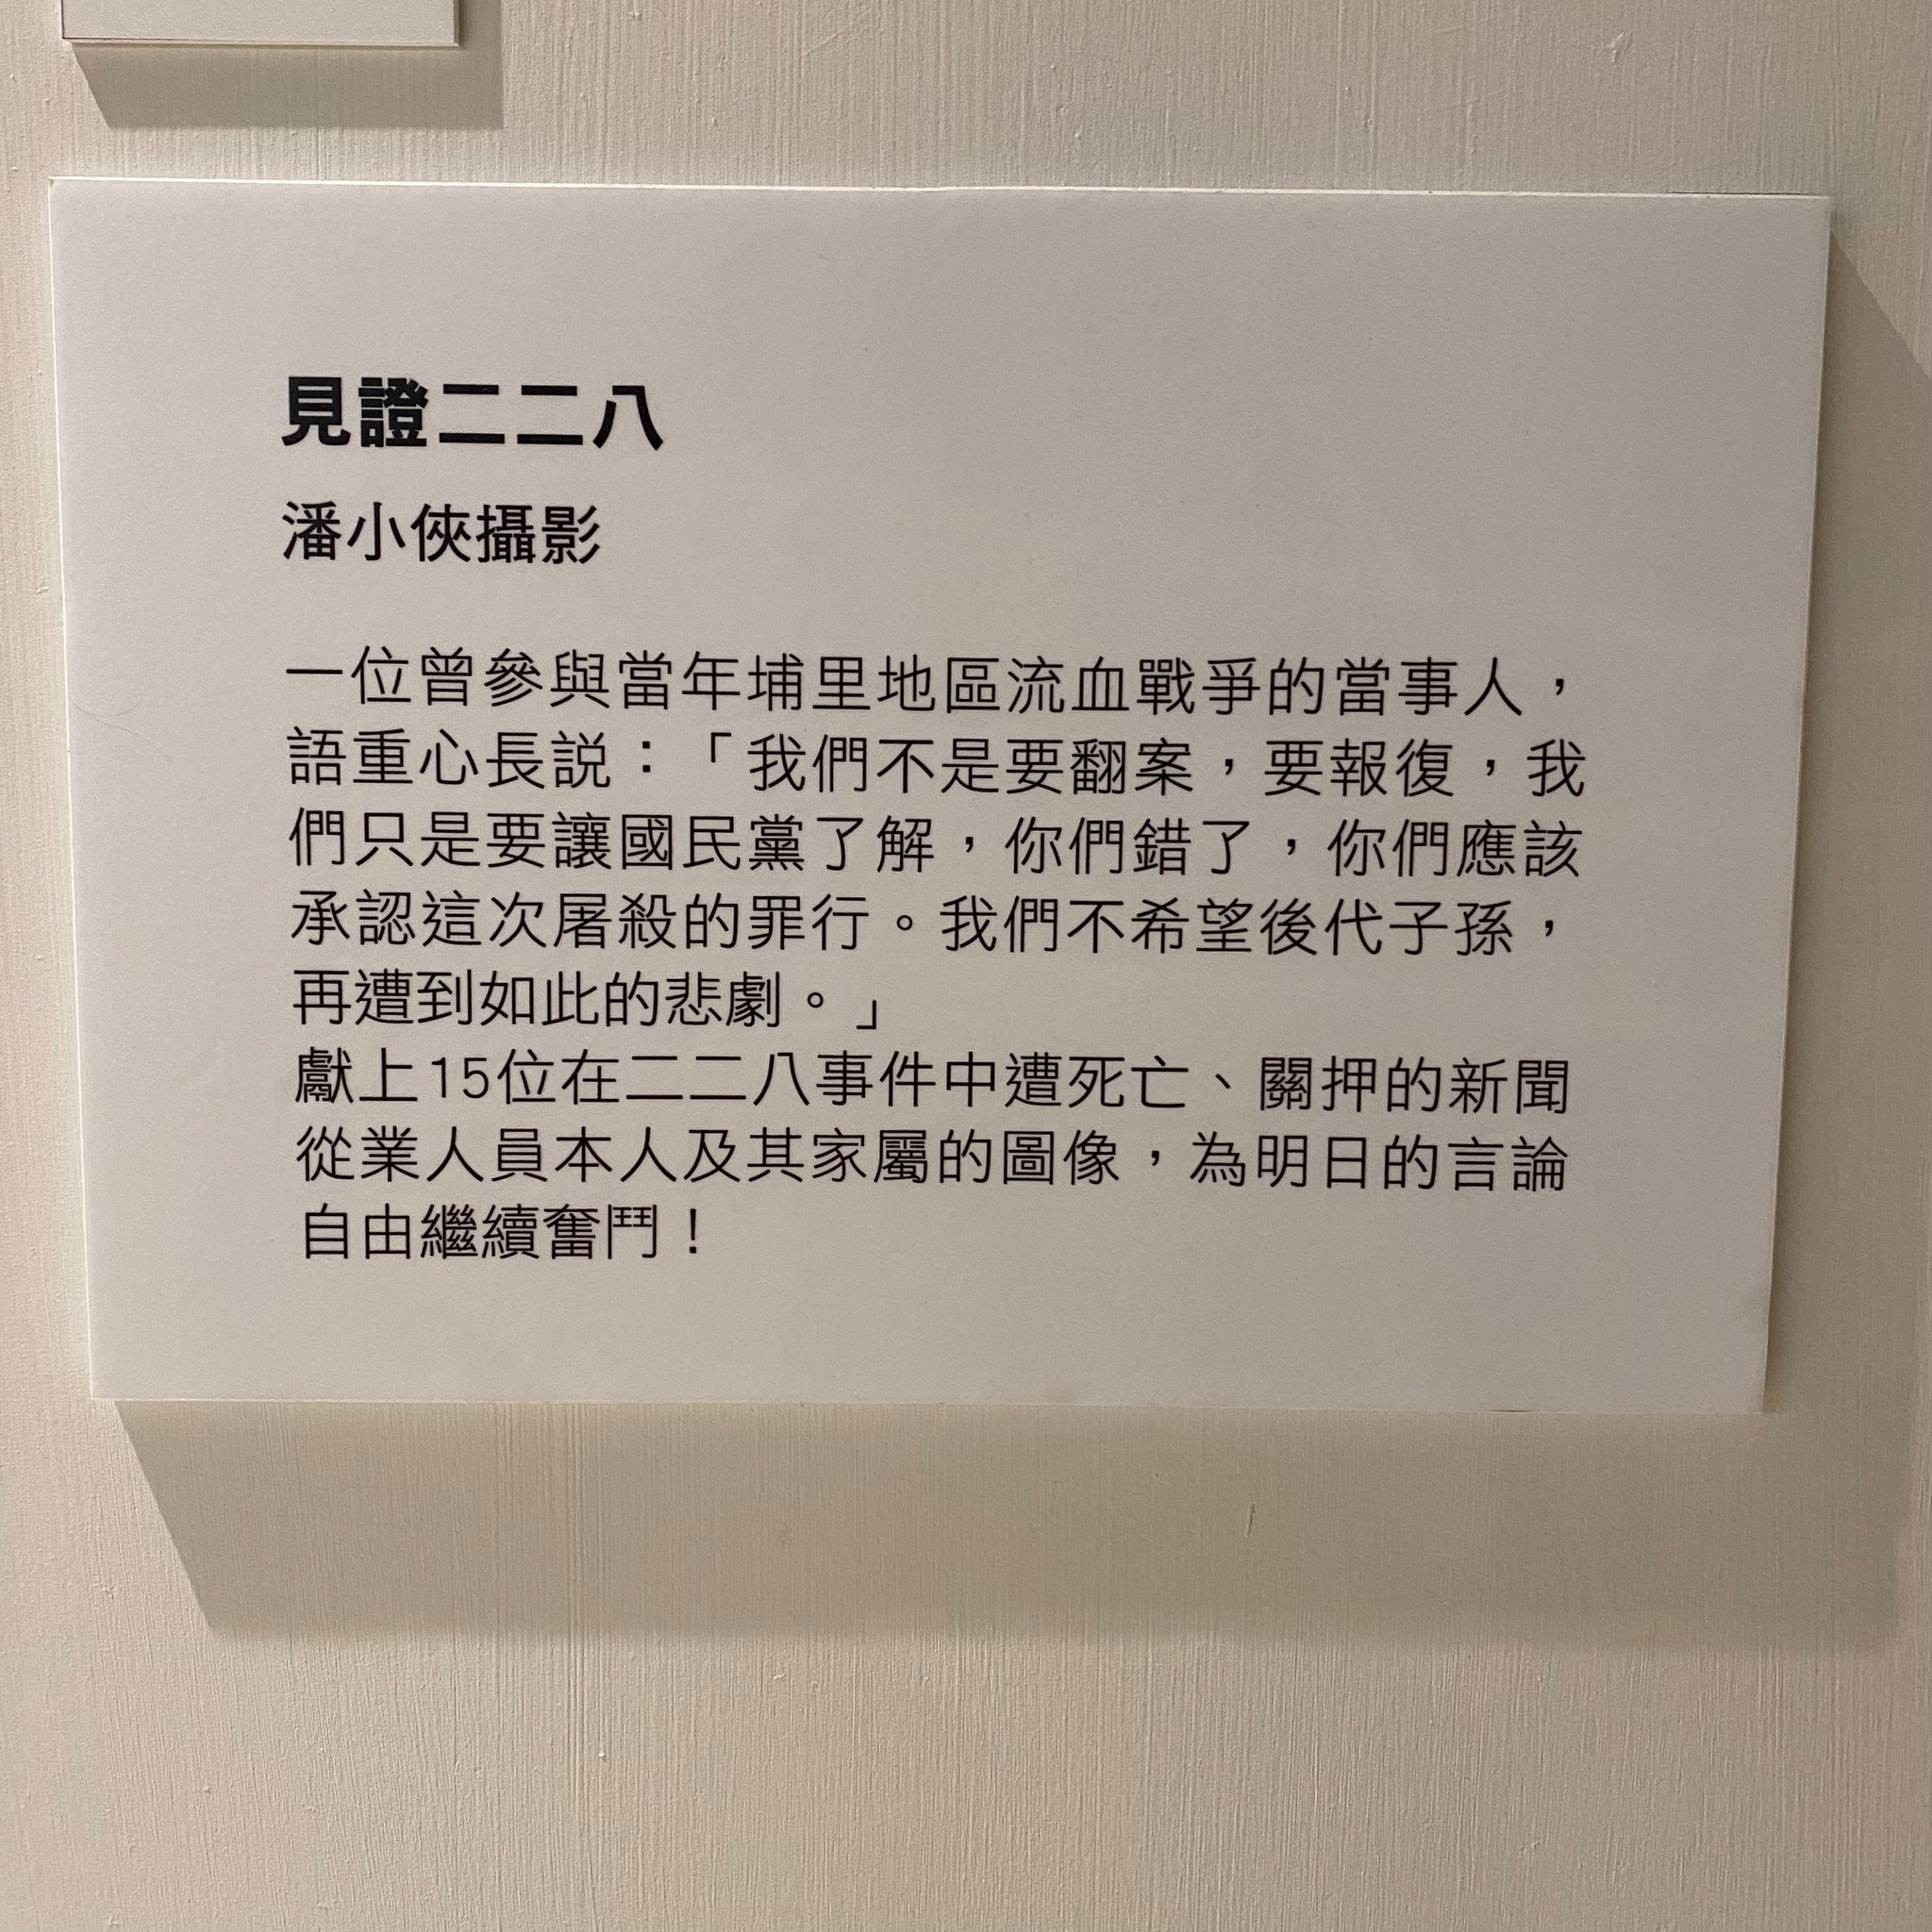 見證二二八
潘小俠攝影
一位曾參與當年埔里地區流血戰爭的當事人，
語重心長説：「我們不是要翻案，要報復，我
們只是要讓國民黨了解，你們錯了，你們應該
承認這次屠殺的罪行。我們不希望後代子孫，
再遭到如此的悲劇。」
獻上15位在二二八事件中遭死亡、關押的新聞
從業人員本人及其家屬的圖像，為明日的言論
自由繼續奮鬥！